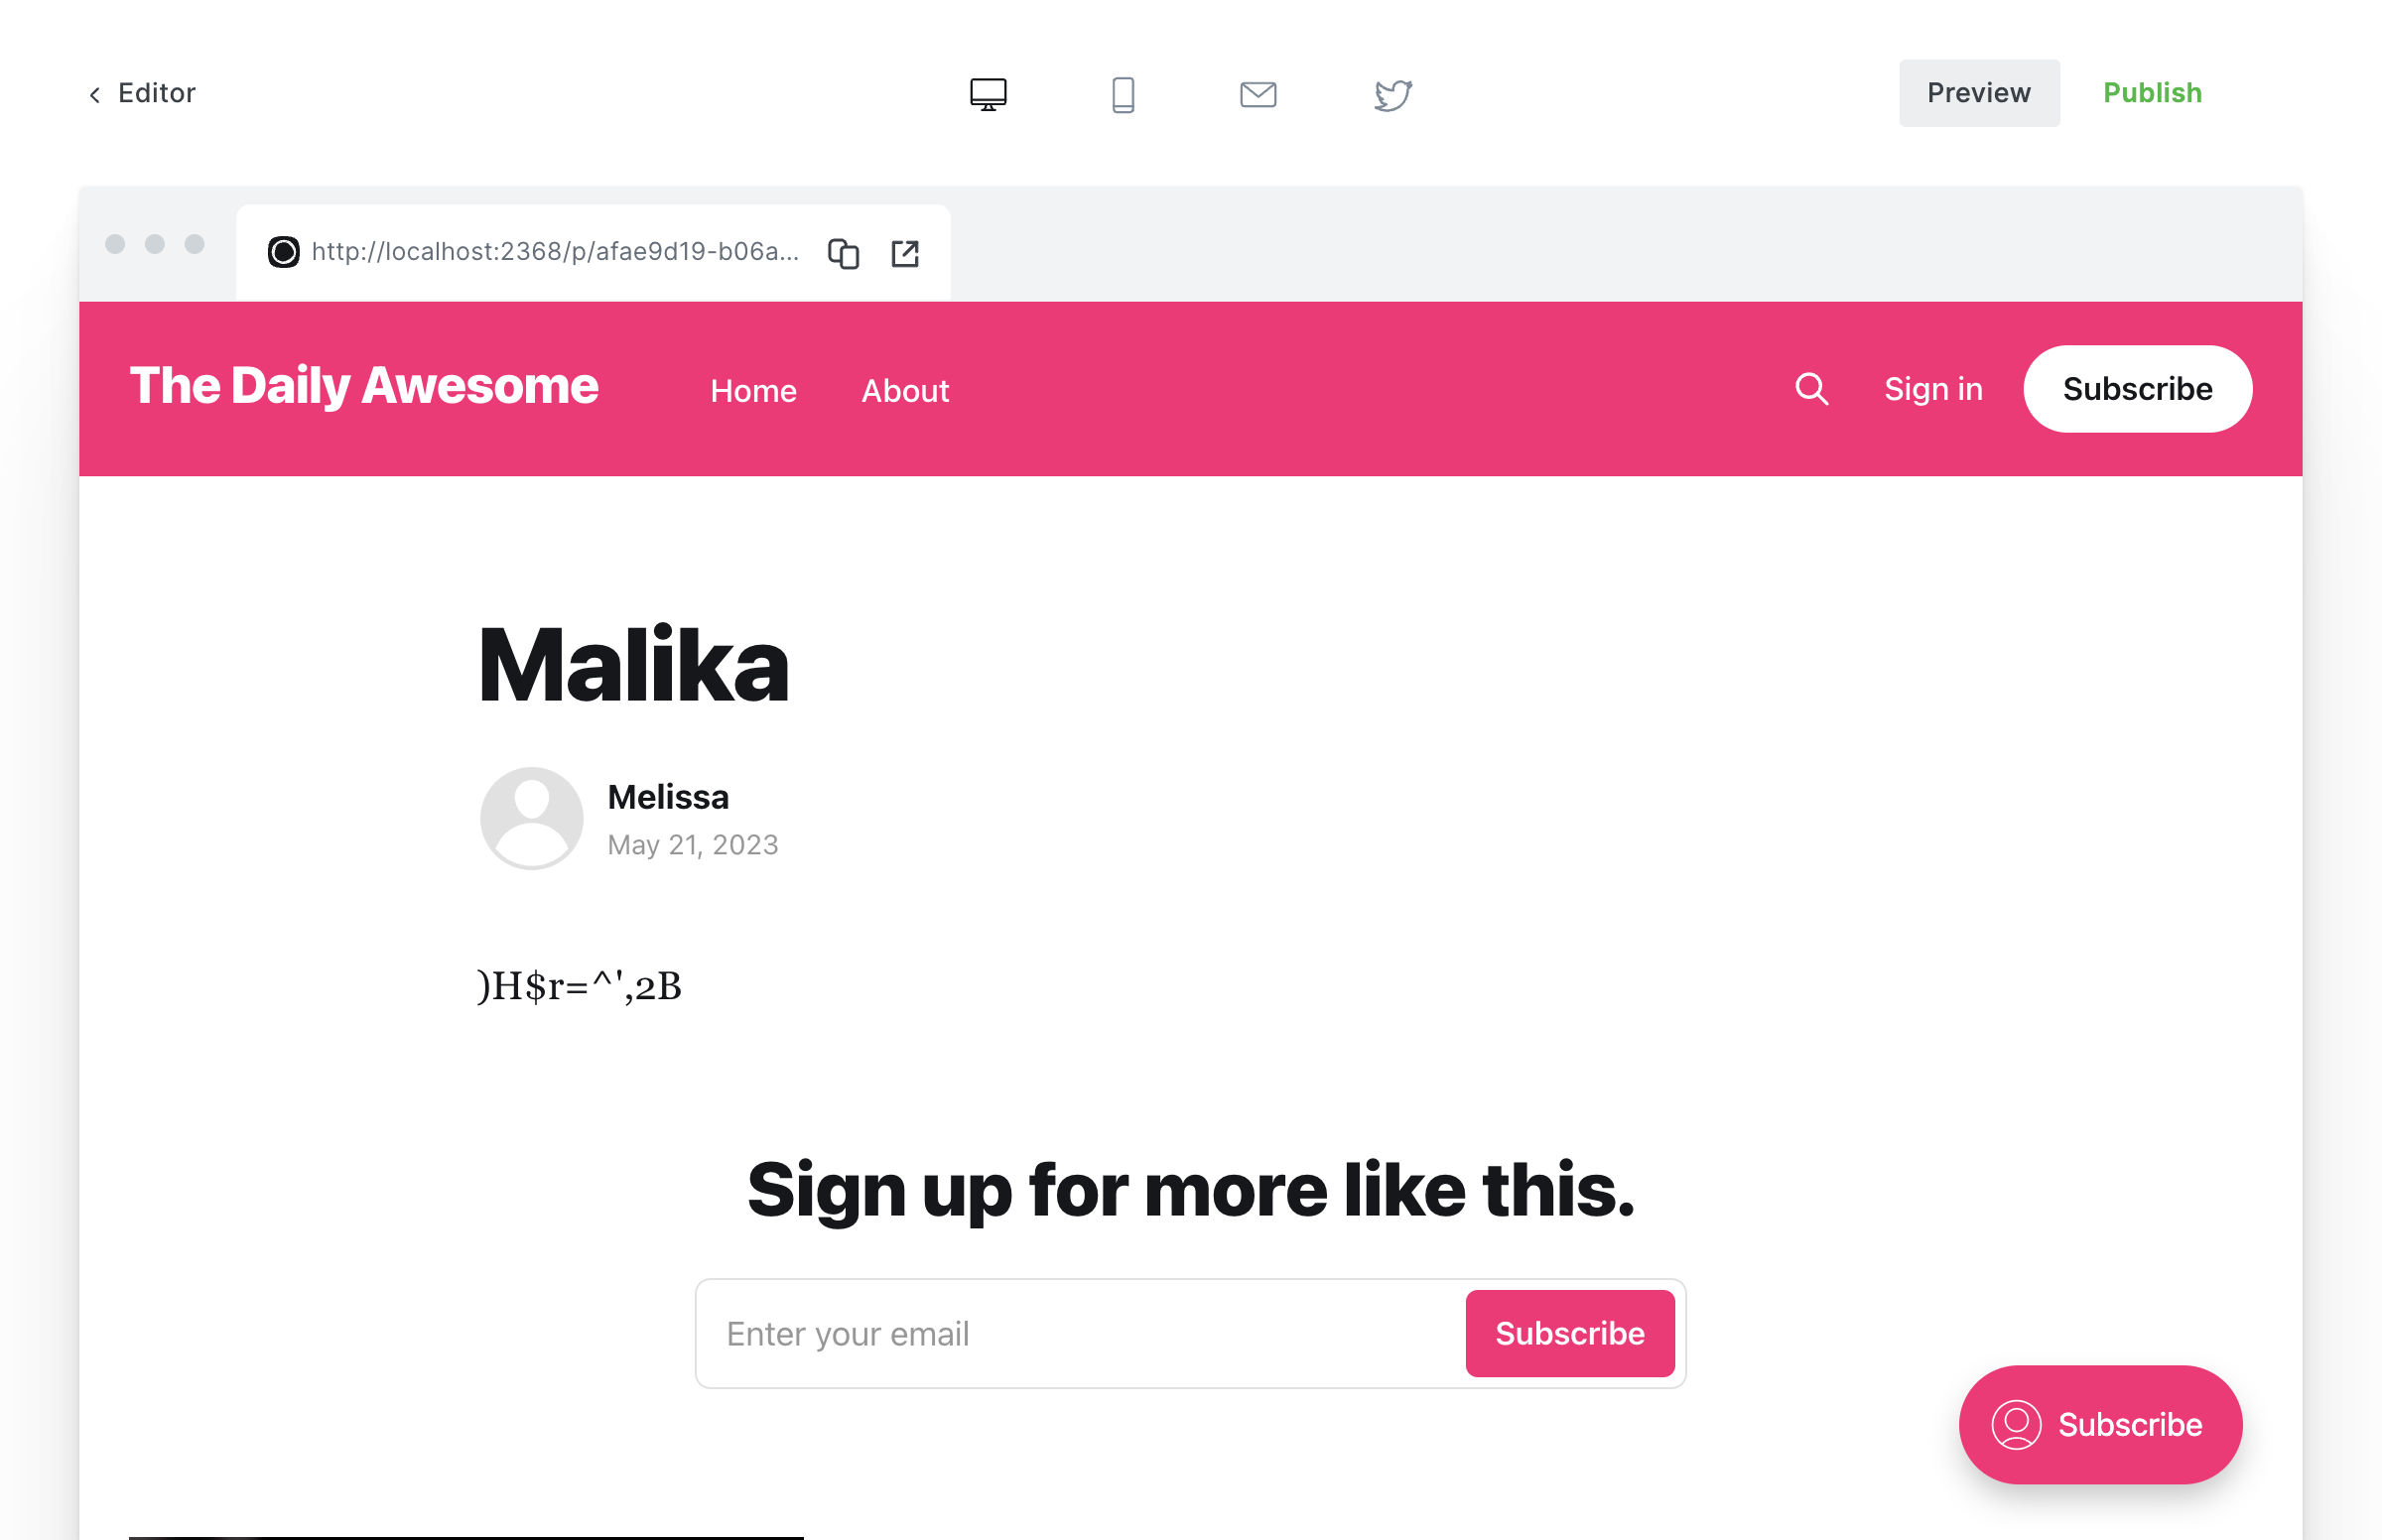 Editor
Preview
Publish
http://localhost:2368/p/afae9d19-b06a...
The Daily Awesome
Home
About
Sign in
Subscribe
Malika
Melissa
May 21, 2023
)H$r=^',2B
Sign up for more like this.
Enter your email
Subscribe
Subscribe